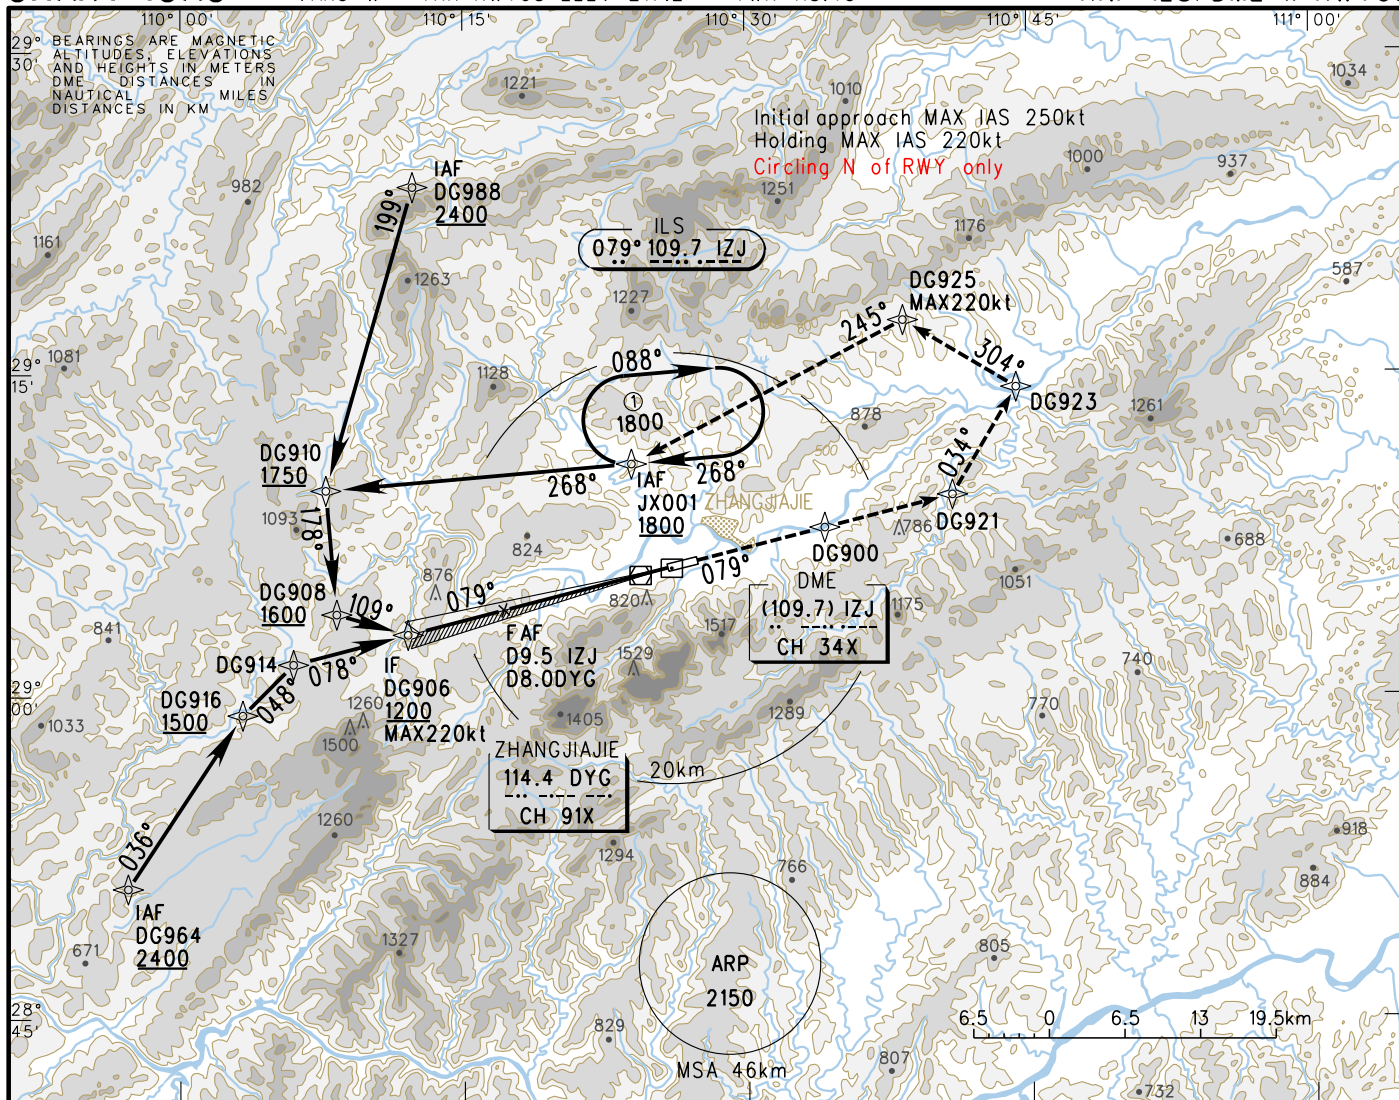 110° 00'
110° 15'
110° 30'
110° 45'
111° 00'
29°
30'
BEARINGS ARE MAGNETIC
ALTITUDES, ELEVATIONS
AND HEIGHTS IN METERS
DME DISTANCES IN
NAUTICAL MILES
DISTANCES IN KM
1221
1010
1034
Initial approach MAX IAS 250kt
Holding MAX IAS 220kt
Circling N of RWY only
IAF
DG988
2400
199°
982
1251
1000
937
1176
1161
ILS
079° 109.7 IZJ
1263
1227
587
DG925
MAX220kt
245°
304°
1081
29°
15'
088°
1128
1
1800
878
DG923
1261
DG910
1750
268°
268°
500
034°
IAF
JX001
1800
ZHANGJIAJIE
1093
178°
786
DG921
824
DG900
688
876
079°
079°
DME
(109.7) IZJ
CH 34X
1051
DG908
1600
109°
820
1175
841
FAF
D9.5 IZJ
D8.0DYG
1517
1529
740
DG914
078°
IF
DG906
1200
MAX220kt
29°
00'
DG916
1500
048°
1260
1500
1033
1405
1289
770
ZHANGJIAJIE
114.4 DYG
CH 91X
20km
036°
1260
1294
918
766
884
IAF
DG964
2400
671
1327
805
ARP
2150
28°
45'
829
6.5 0 6.5 13 19.5km
MSA 46km
807
732